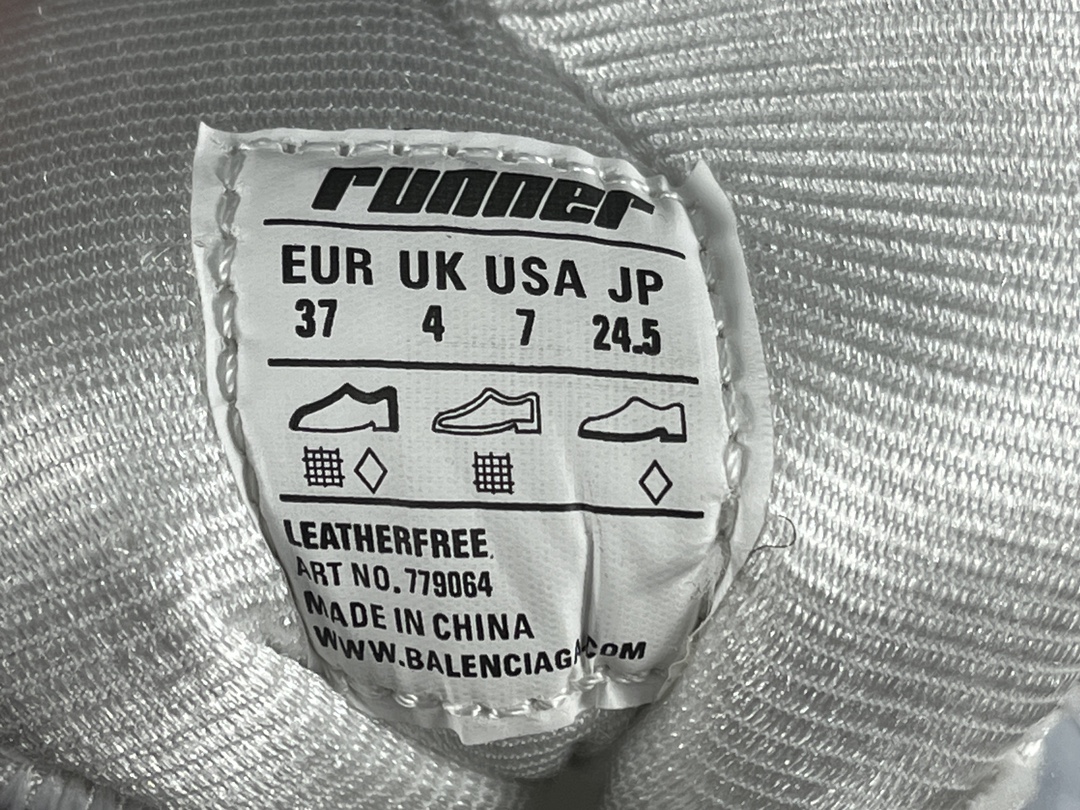 runner
EUR UK USA JP
37 4 7 24.5
LEATHERFREE.
ART NO.779064
MADE IN CHINA
WWW.BALENCIAGA.COM